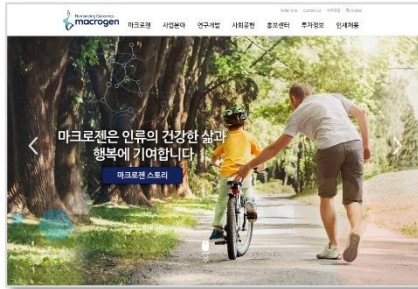 Humanizing Genomics
macrogen
마크로젠 사업분야 연구개발 사회공헌 홍보센터 투자정보 인재채용
마크로젠은 인류의 건강한 삶과
행복에 기여합니다
마크로젠 스토리